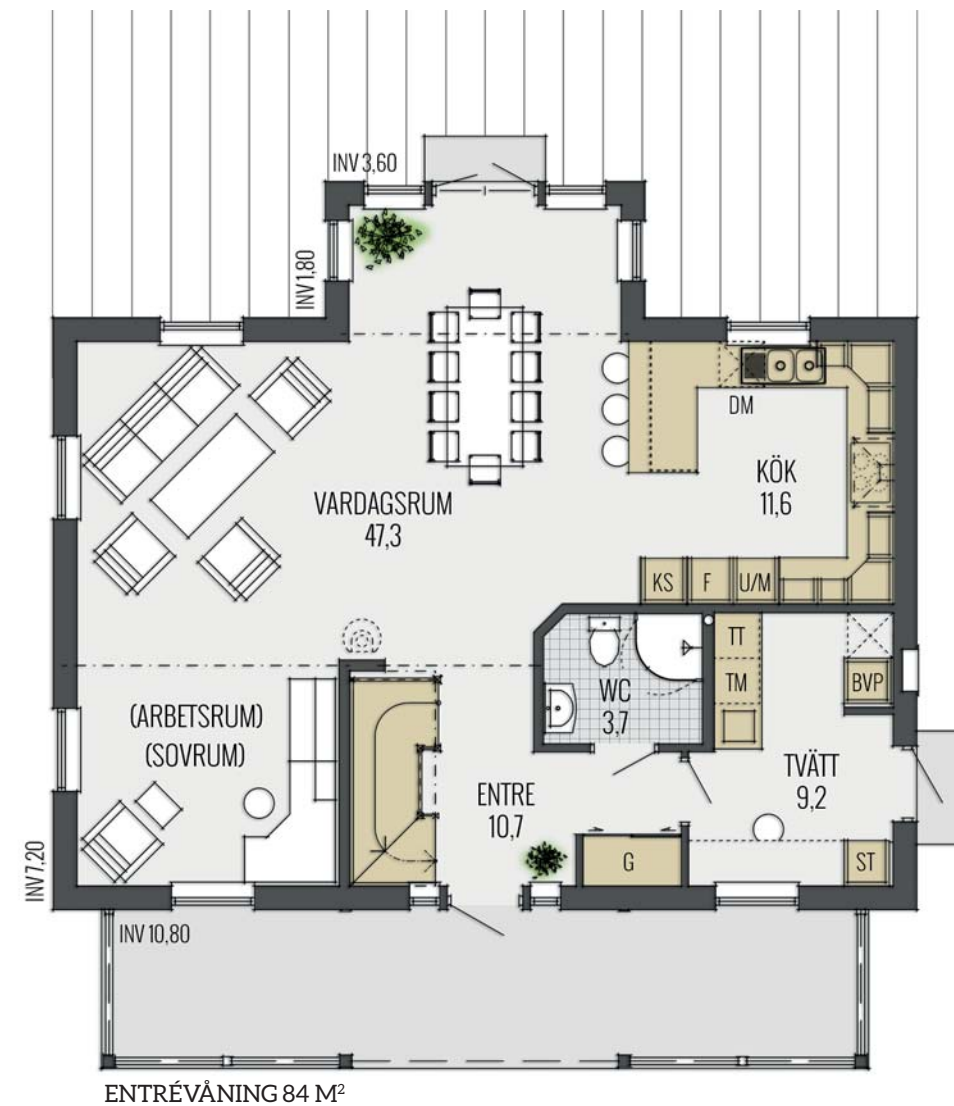 INV 3,60
INV 1,80
DM
KÖK
11,6
VARDAGSRUM
47,3
KS
F
U/M
TT
TM
BVP
WC
3,7
(ARBETSRUM)
(SOVRUM)
TVÄTT
9,2
ENTRE
10,7
G
ST
INV 7,20
INV 10,80
ENTRÉVÅNING 84 M²